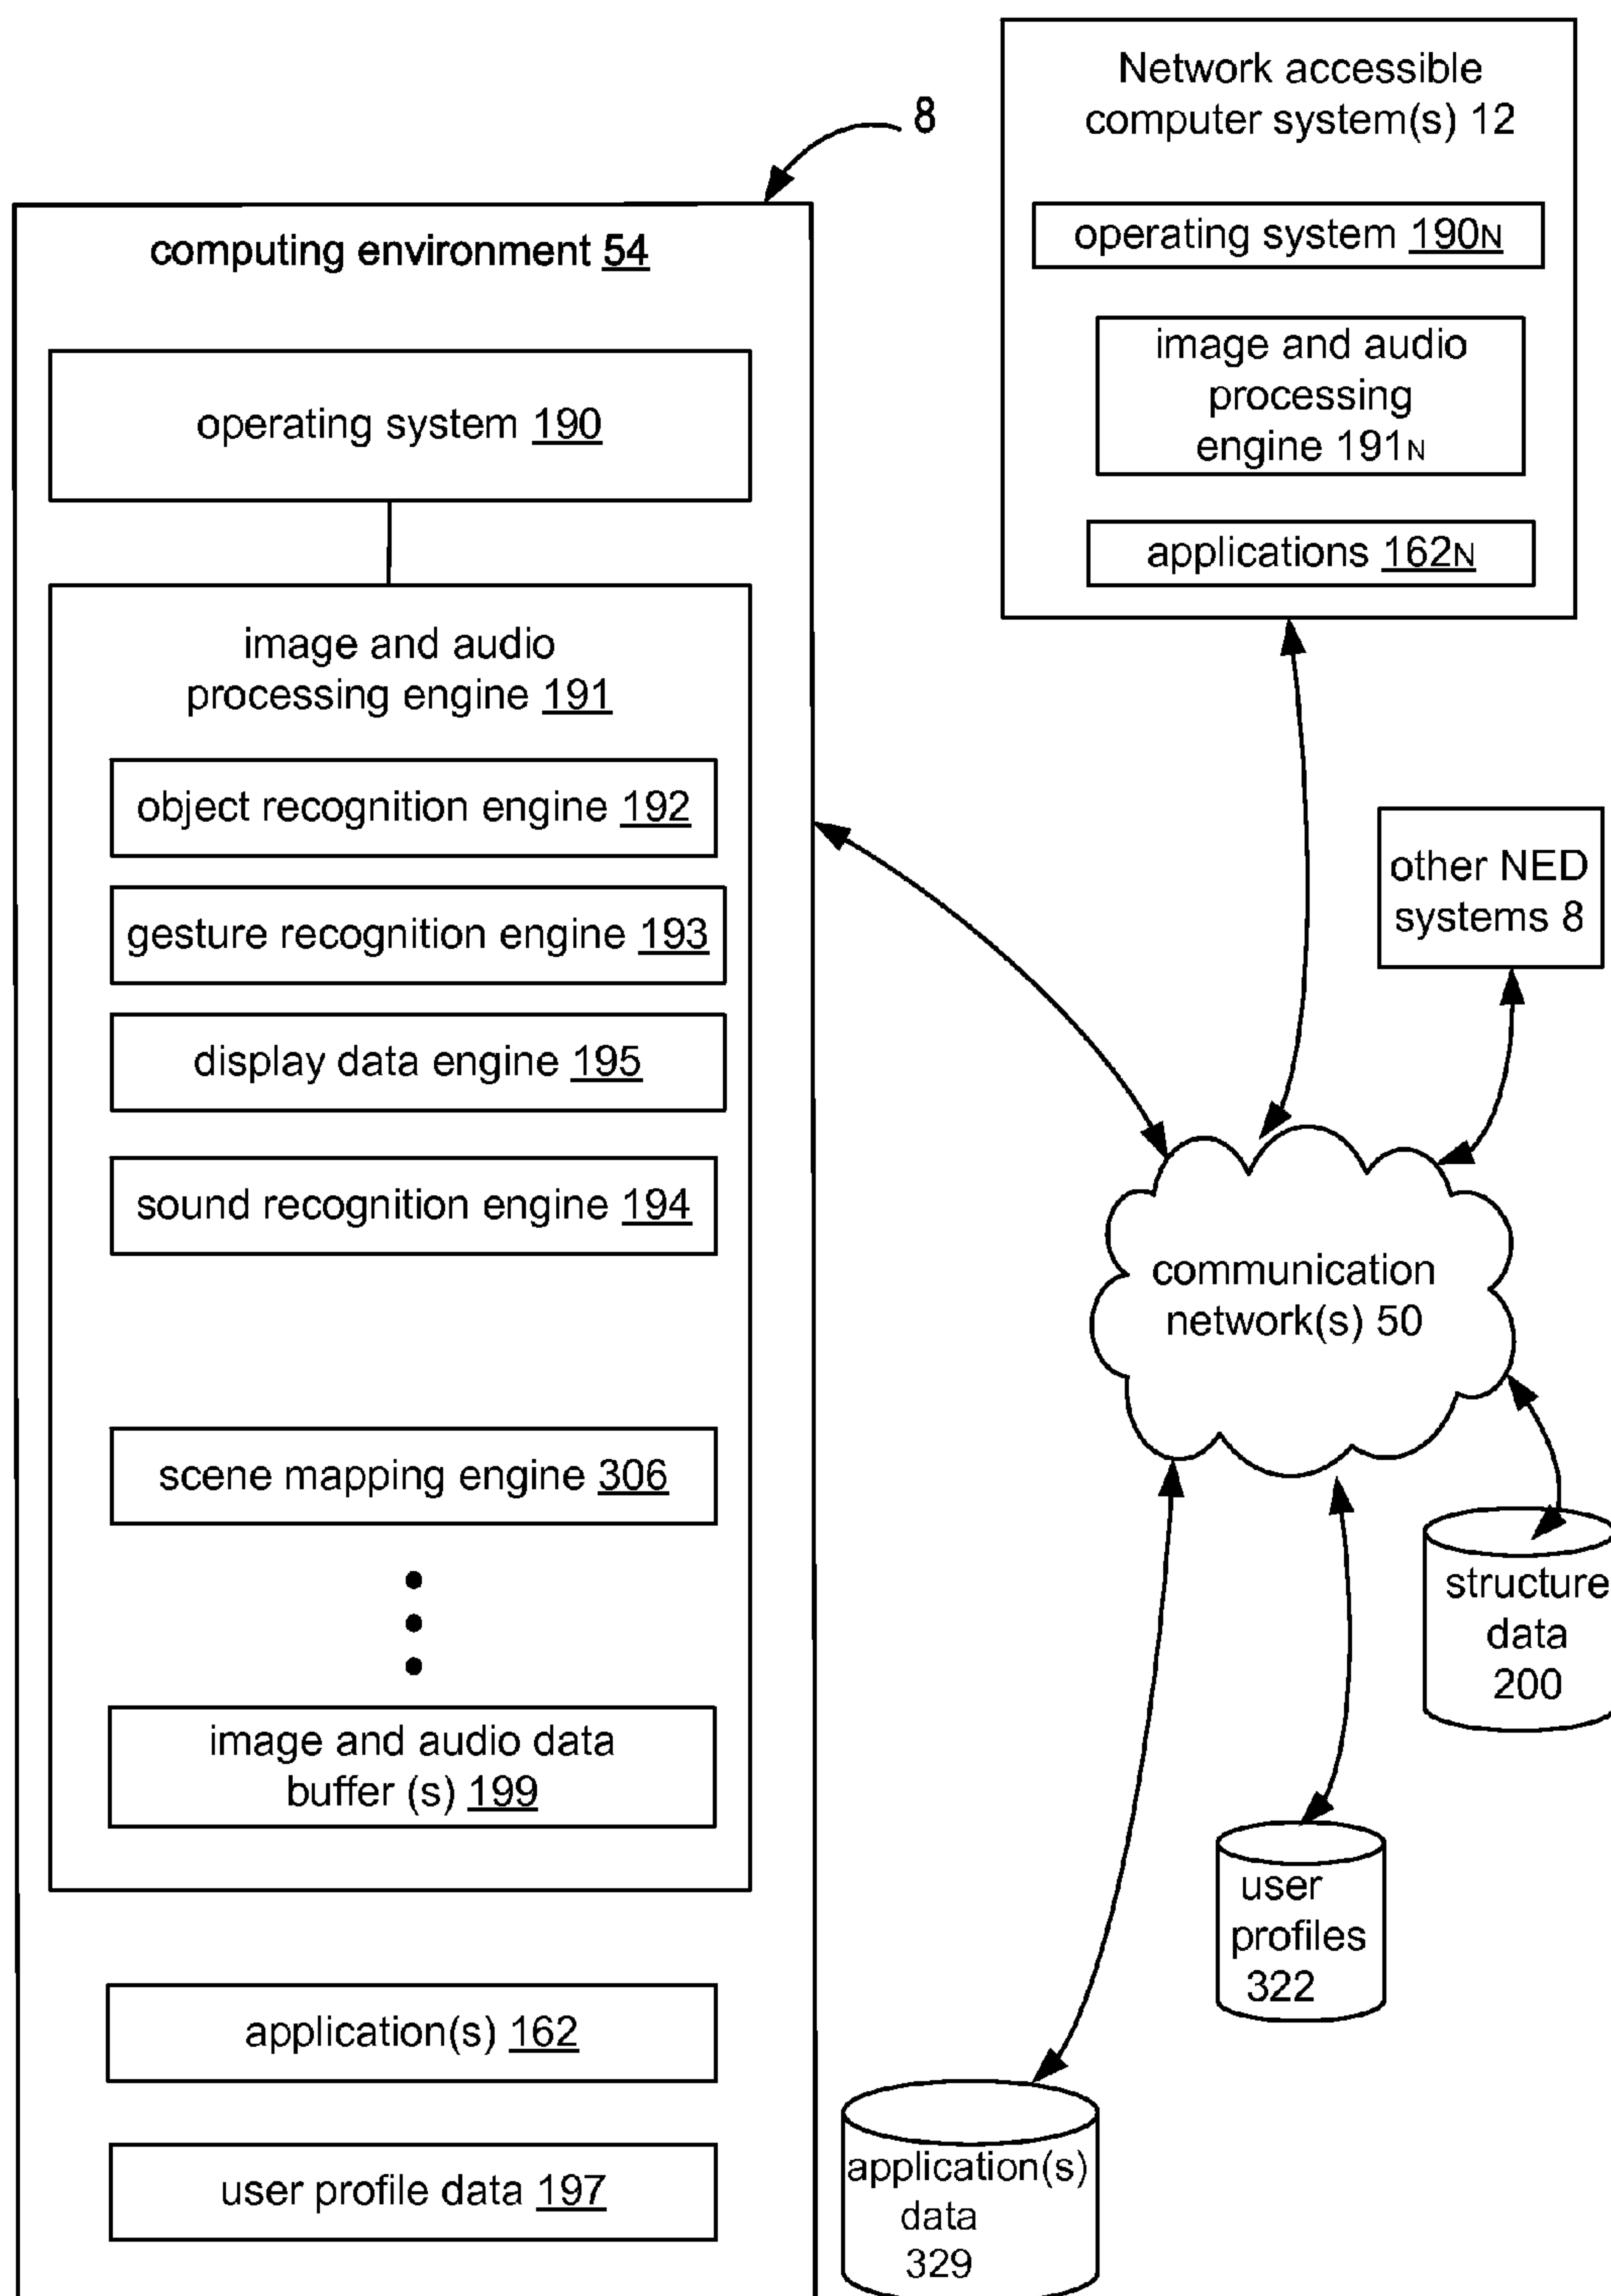 8
computing environment 54
operating system 190
image and audio
processing engine 191
object recognition engine 192
gesture recognition engine 193
display data engine 195
sound recognition engine 194
scene mapping engine 306
image and audio data
buffer (s) 199
application(s) 162
user profile data 197
Network accessible
computer system(s) 12
operating system 190N
image and audio
processing
engine 191N
applications 162N
other NED
systems 8
communication
network(s) 50
structure
data
200
user
profiles
322
application(s)
data
329